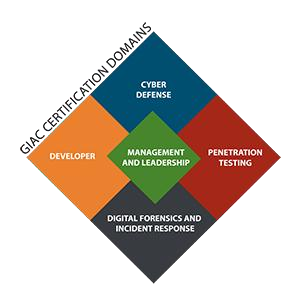 GIAC CERTIFICATION DOMAINS
CYBER
DEFENSE
DEVELOPER
MANAGEMENT
AND LEADERSHIP
PENETRATION
TESTING
DIGITAL FORENSICS AND
INCIDENT RESPONSE